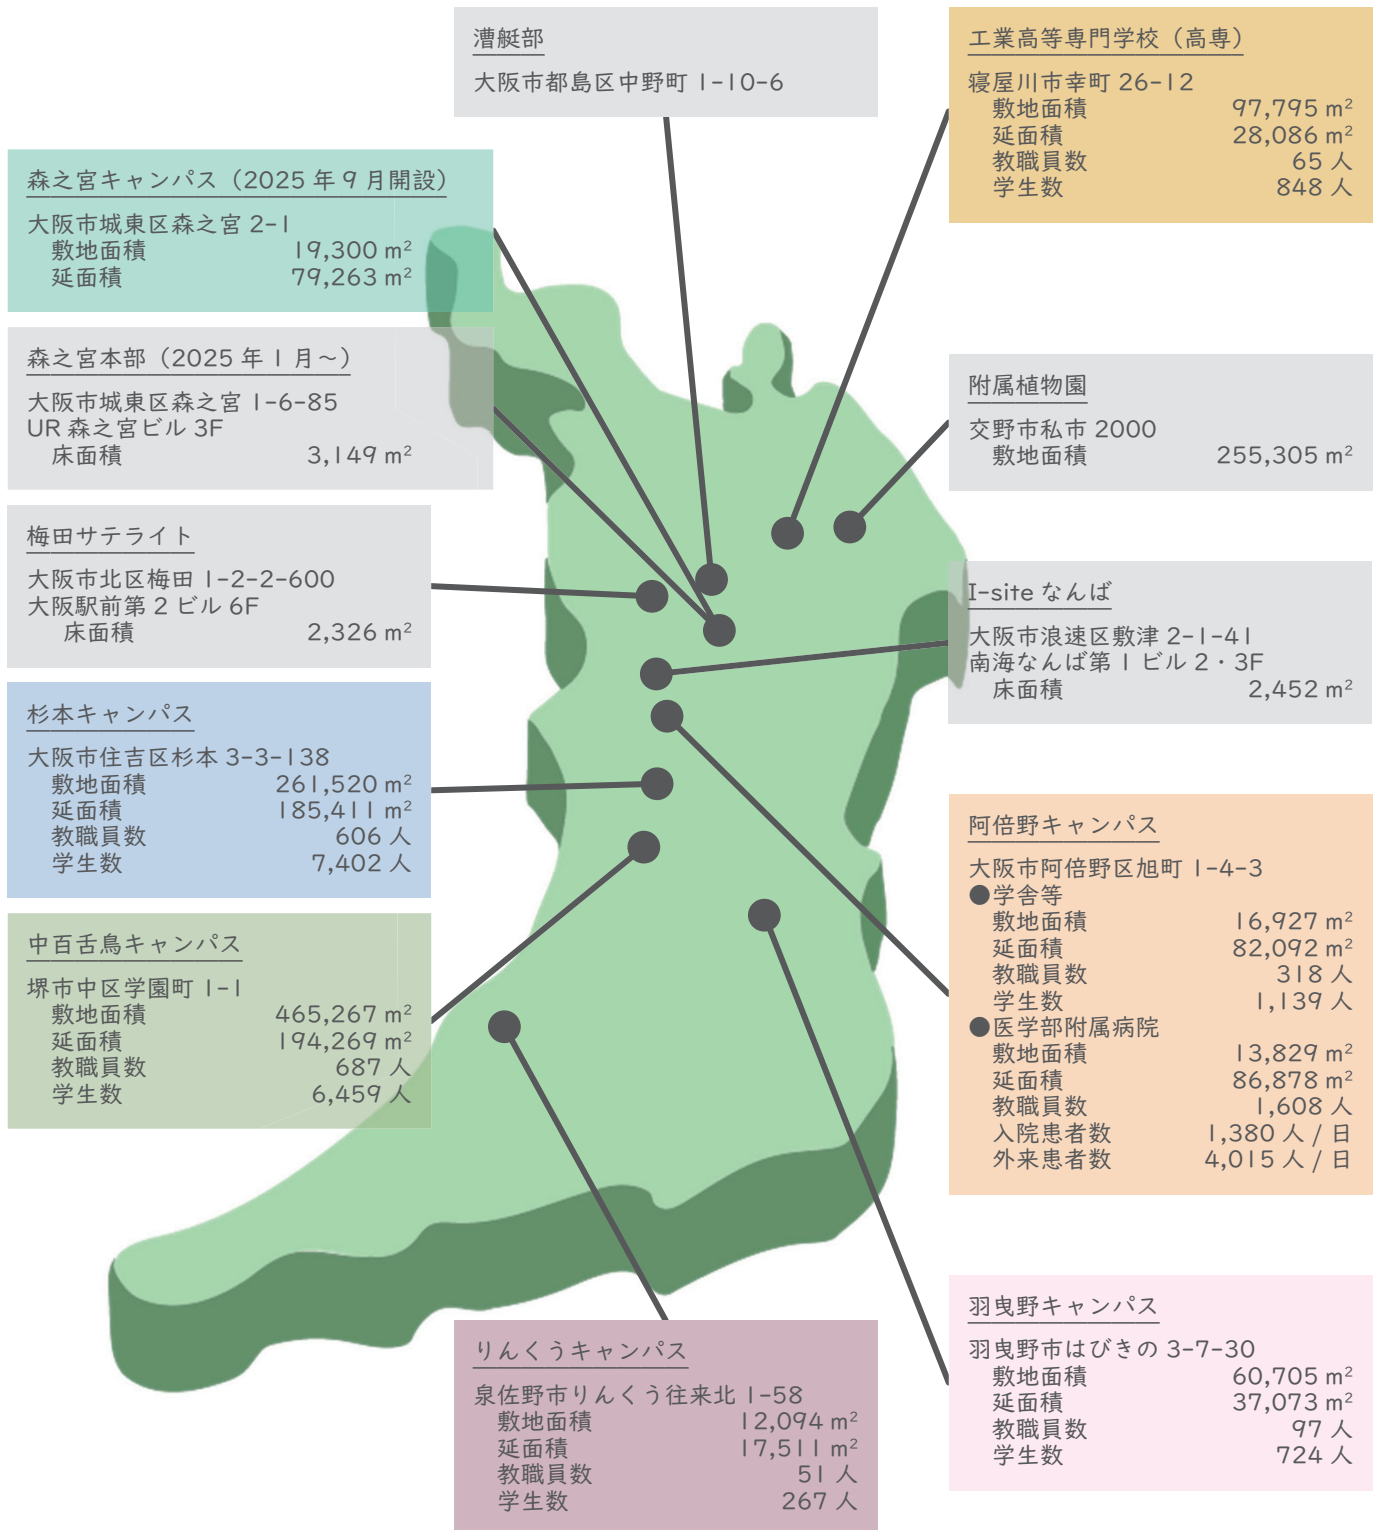 漕艇部
大阪市都島区中野町 1-10-6
工業高等専門学校（高専）
寝屋川市幸町 26-12
敷地面積 97,795 m²
延面積 28,086 m²
教職員数 65 人
学生数 848 人
森之宮キャンパス（2025 年 9 月開設）
大阪市城東区森之宮 2-1
敷地面積 19,300 m²
延面積 79,263 m²
森之宮本部（2025 年 1 月～）
大阪市城東区森之宮 1-6-85
UR 森之宮ビル 3F
床面積 3,149 m²
附属植物園
交野市私市 2000
敷地面積 255,305 m²
梅田サテライト
大阪市北区梅田 1-2-2-600
大阪駅前第 2 ビル 6F
床面積 2,326 m²
I-site なんば
大阪市浪速区敷津 2-1-41
南海なんば第 1 ビル 2・3F
床面積 2,452 m²
杉本キャンパス
大阪市住吉区杉本 3-3-138
敷地面積 261,520 m²
延面積 185,411 m²
教職員数 606 人
学生数 7,402 人
阿倍野キャンパス
大阪市阿倍野区旭町 1-4-3
●学舎等
敷地面積 16,927 m²
延面積 82,092 m²
教職員数 318 人
学生数 1,139 人
●医学部附属病院
敷地面積 13,829 m²
延面積 86,878 m²
教職員数 1,608 人
入院患者数 1,380 人 / 日
外来患者数 4,015 人 / 日
中百舌鳥キャンパス
堺市中区学園町 1-1
敷地面積 465,267 m²
延面積 194,269 m²
教職員数 687 人
学生数 6,459 人
羽曳野キャンパス
羽曳野市はびきの 3-7-30
敷地面積 60,705 m²
延面積 37,073 m²
教職員数 97 人
学生数 724 人
りんくうキャンパス
泉佐野市りんくう往来北 1-58
敷地面積 12,094 m²
延面積 17,511 m²
教職員数 51 人
学生数 267 人